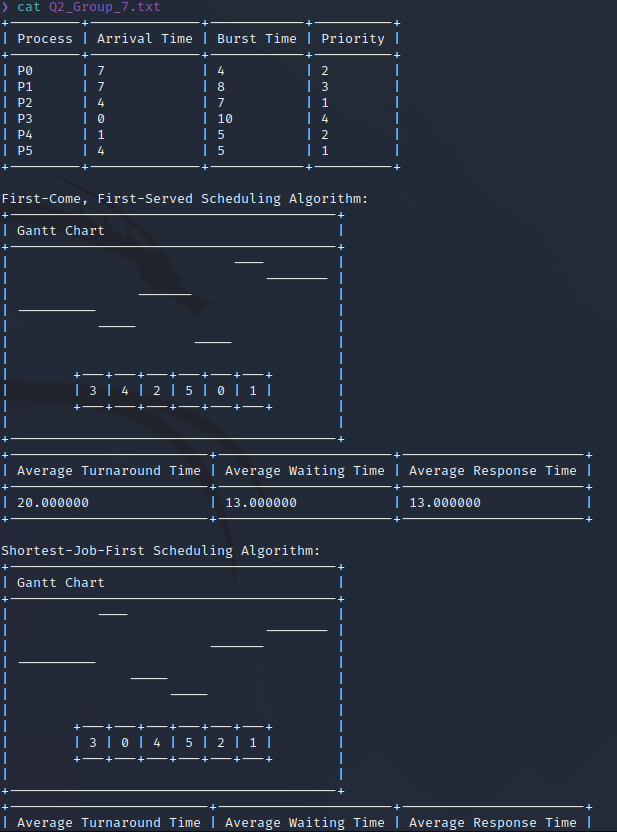 ❯ cat Q2_Group_7.txt
| Process | Arrival Time | Burst Time | Priority |
| P0 | 7 | 4 | 2 |
| P1 | 7 | 8 | 3 |
| P2 | 4 | 7 | 1 |
| P3 | 0 | 10 | 4 |
| P4 | 1 | 5 | 2 |
| P5 | 4 | 5 | 1 |
First-Come, First-Served Scheduling Algorithm:
| Gantt Chart |
| 3 | 4 | 2 | 5 | 0 | 1 |
| Average Turnaround Time | Average Waiting Time | Average Response Time |
| 20.000000 | 13.000000 | 13.000000 |
Shortest-Job-First Scheduling Algorithm:
| Gantt Chart |
| 3 | 0 | 4 | 5 | 2 | 1 |
| Average Turnaround Time | Average Waiting Time | Average Response Time |